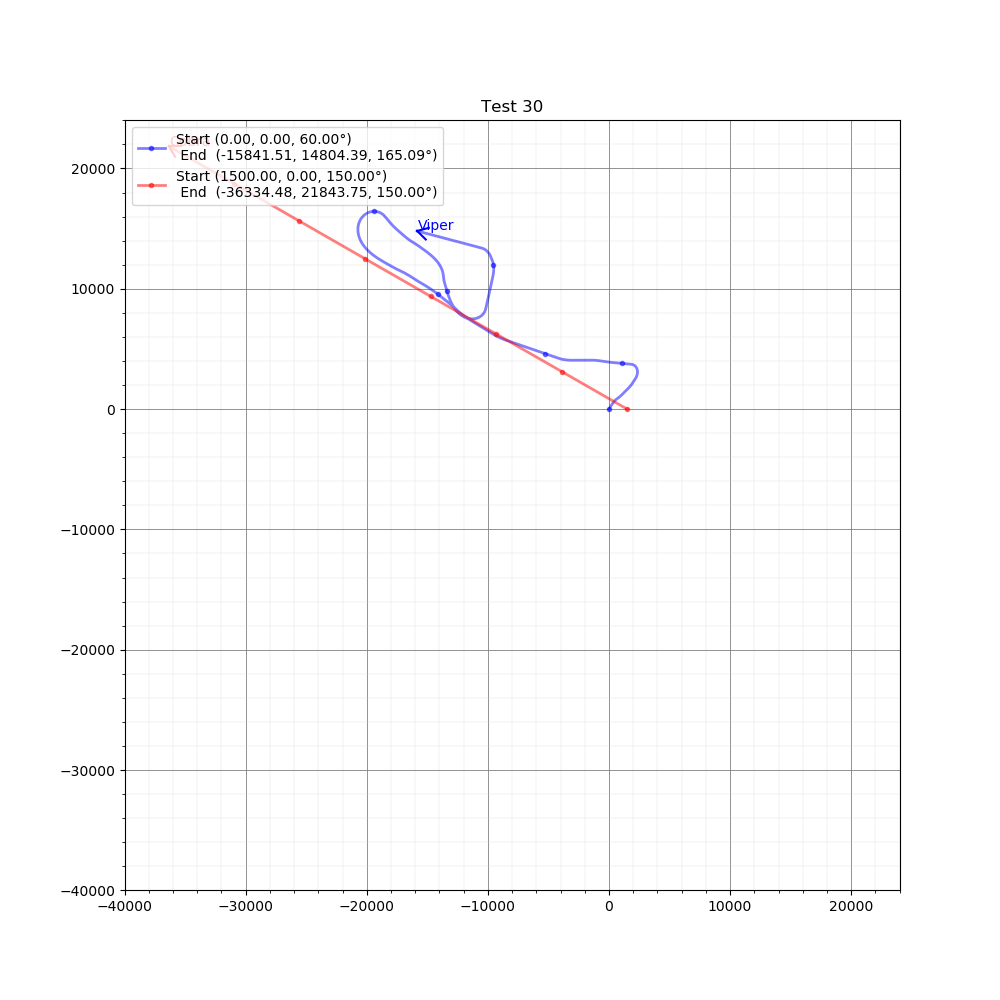 Test 30
Start (0.00, 0.00, 60.00°)
End (-15841.51, 14804.39, 165.09°)
Start (1500.00, 0.00, 150.00°)
End (-36334.48, 21843.75, 150.00°)
Viper
20000
10000
0
−10000
−20000
−30000
−40000
−40000 −30000 −20000 −10000 0 10000 20000